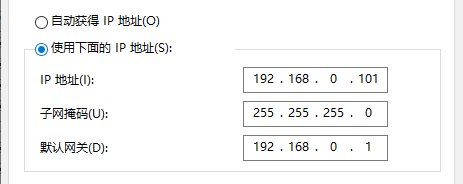 自动获得 IP 地址(O)
使用下面的 IP 地址(S):
IP 地址(I): 192 . 168 . 0 . 101
子网掩码(U): 255 . 255 . 255 . 0
默认网关(D): 192 . 168 . 0 . 1